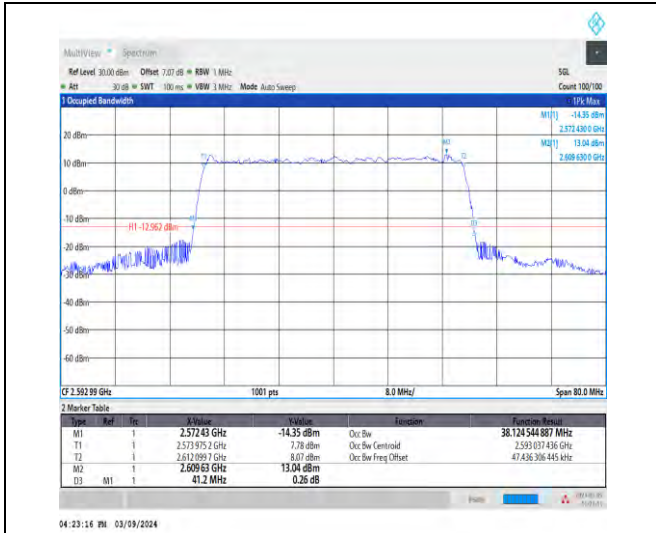 MultiView Spectrum
Ref Level 30.00 dBm Offset 7.07 dB RBW 1 MHz SGL
Att 30 dB SWT 100 ms VBW 3 MHz Mode Auto Sweep Count 100/100
1 Occupied Bandwidth 1Pk Max
M1[1] -14.35 dBm
2.572 430 0 GHz
M2[1] 13.04 dBm
2.609 630 0 GHz
20 dBm
M2
T1 T2
10 dBm
0 dBm
-10 dBm
M1 D3
H1 -12.962 dBm
-20 dBm
-30 dBm
-40 dBm
-50 dBm
-60 dBm
CF 2.592 99 GHz 1001 pts 8.0 MHz/ Span 80.0 MHz
2 Marker Table
Type Ref Trc X-Value Y-Value Function Function Result
M1 1 2.572 43 GHz -14.35 dBm Occ Bw 38.124 544 887 MHz
T1 1 2.573 975 2 GHz 7.78 dBm Occ Bw Centroid 2.593 037 436 GHz
T2 1 2.612 099 7 GHz 8.07 dBm Occ Bw Freq Offset 47.436 306 445 kHz
M2 1 2.609 63 GHz 13.04 dBm
D3 M1 1 41.2 MHz 0.26 dB
04:23:16 PM 03/09/2024